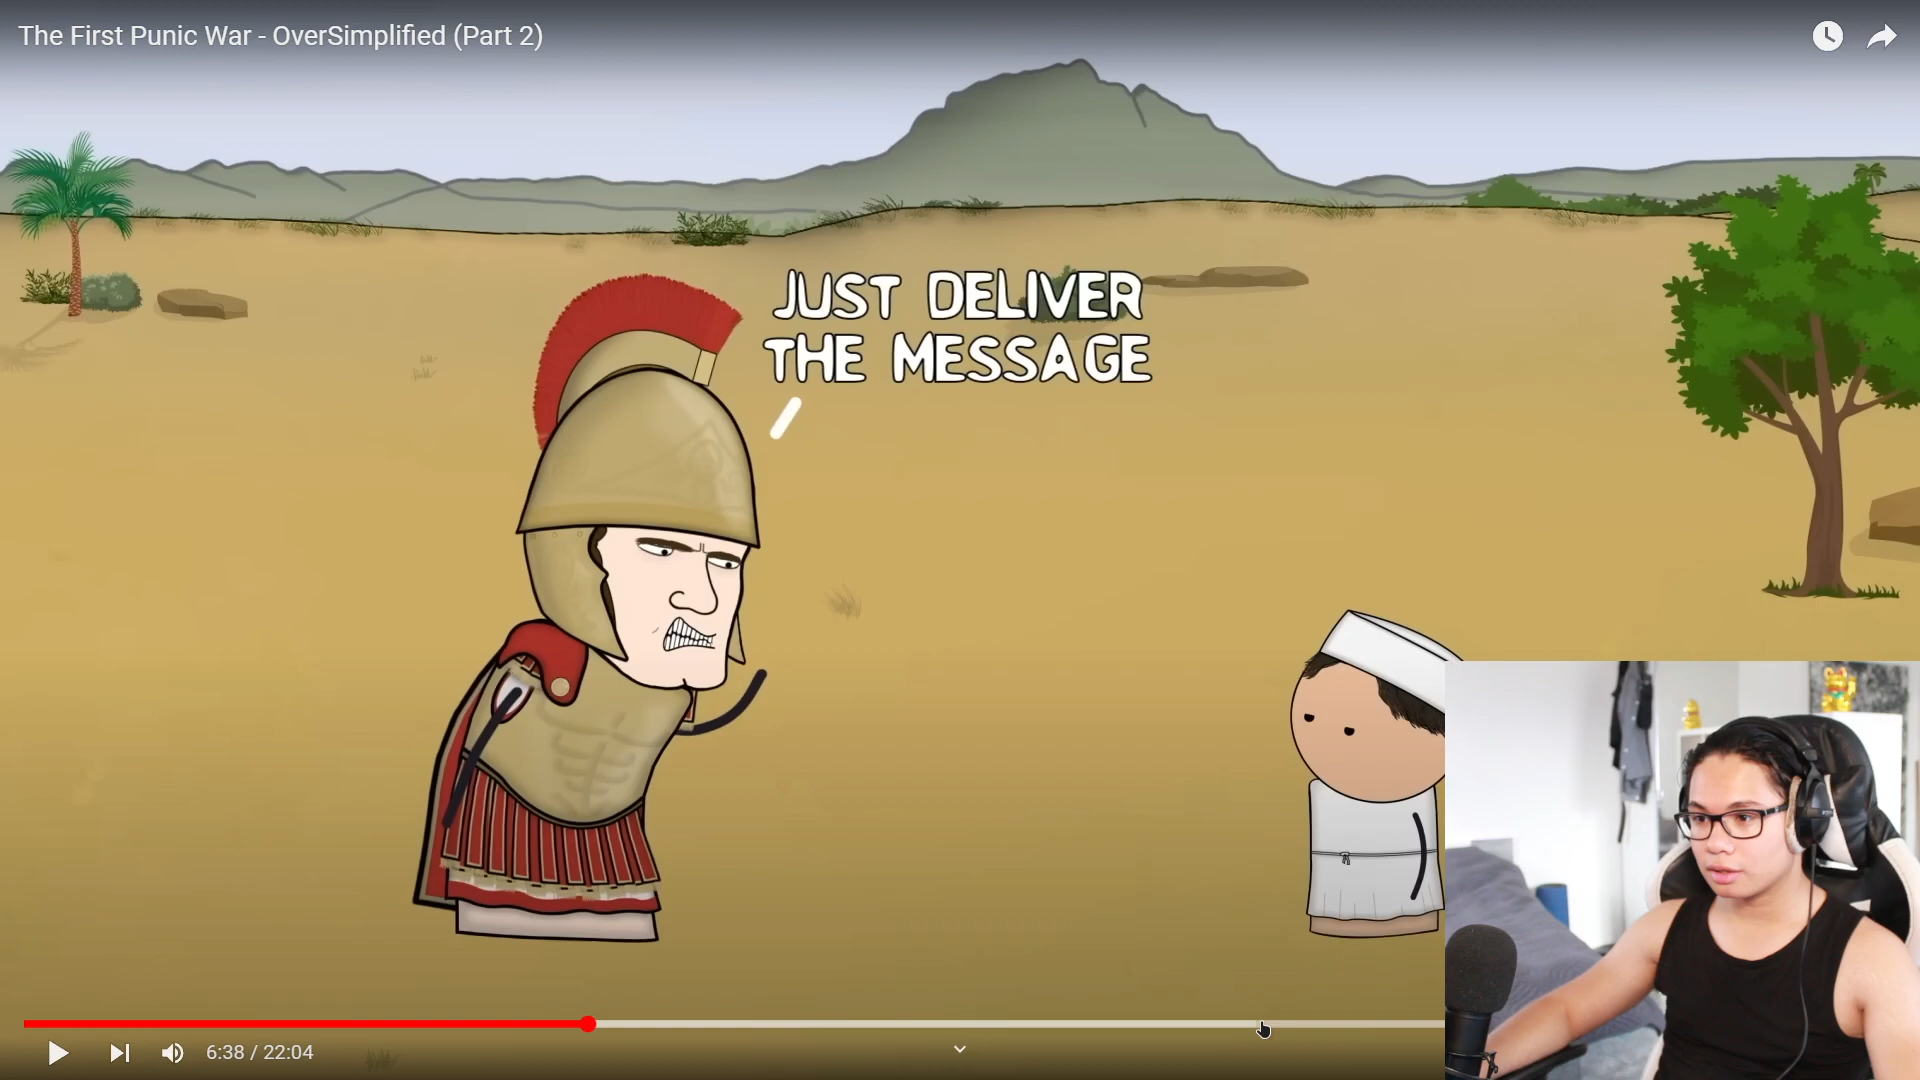 The First Punic War - OverSimplified (Part 2)
JUST DELIVER
THE MESSAGE
6:38 / 22:04